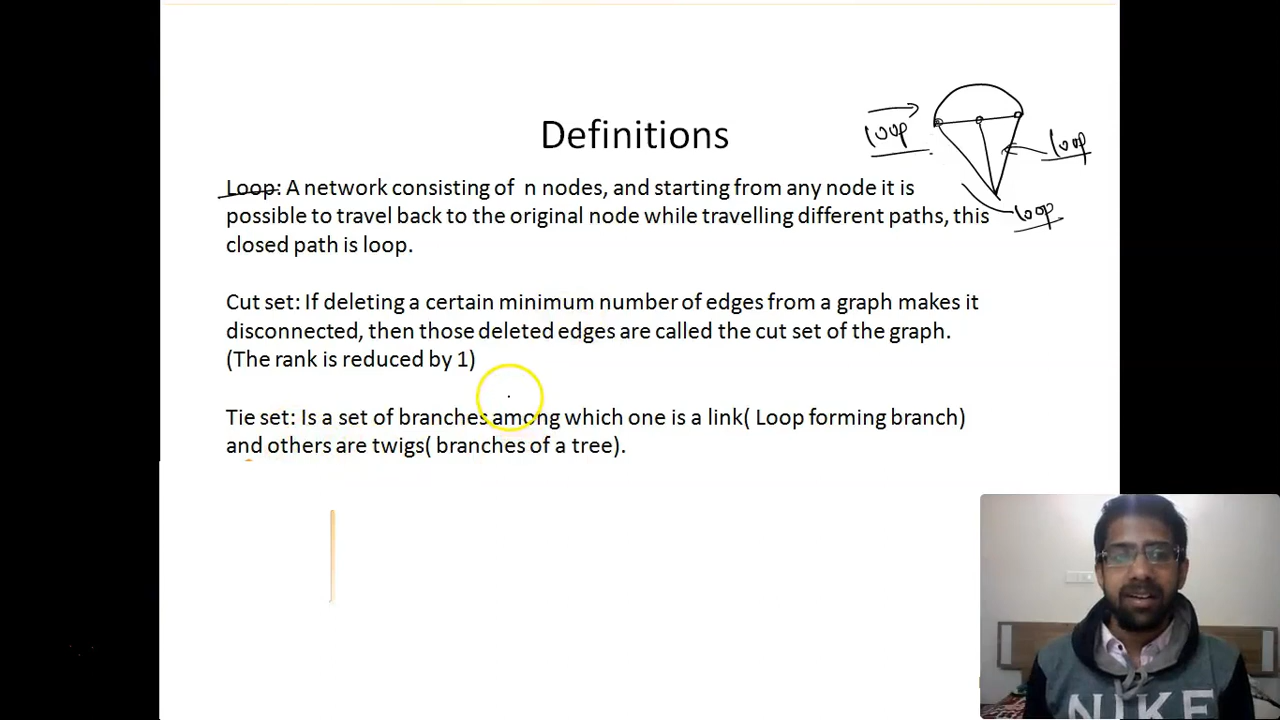 Definitions
loop
loop
loop
Loop: A network consisting of n nodes, and starting from any node it is
possible to travel back to the original node while travelling different paths, this
closed path is loop.
Cut set: If deleting a certain minimum number of edges from a graph makes it
disconnected, then those deleted edges are called the cut set of the graph.
(The rank is reduced by 1)
Tie set: Is a set of branches among which one is a link( Loop forming branch)
and others are twigs( branches of a tree).
NIKE